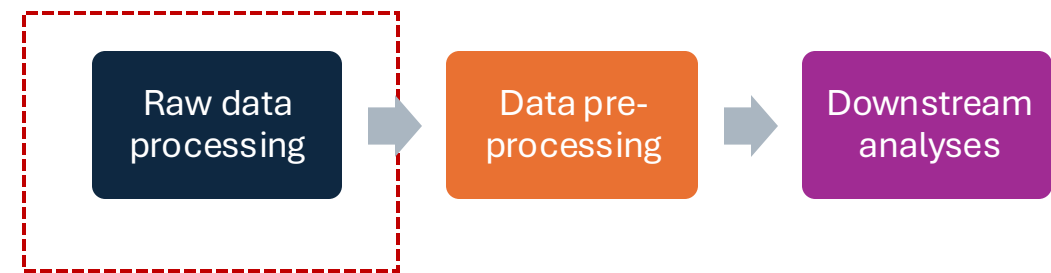 Raw data
processing
Data pre-
processing
Downstream
analyses